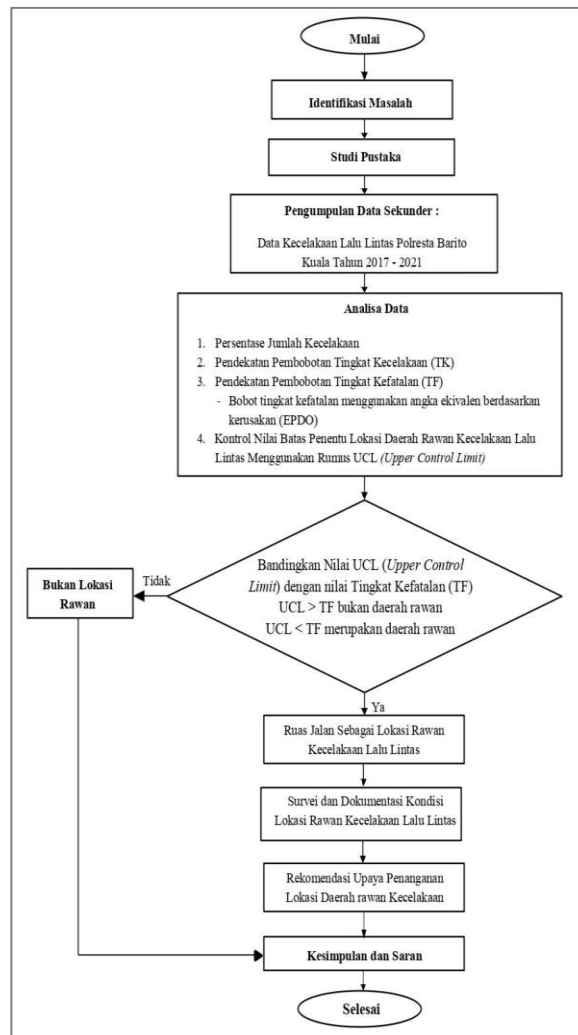 Mulai
Identifikasi Masalah
Studi Pustaka
Pengumpulan Data Sekunder :
Data Kecelakaan Lalu Lintas Polresta Barito
Kuala Tahun 2017 - 2021
Analisa Data
1. Persentase Jumlah Kecelakaan
2. Pendekatan Pembobotan Tingkat Kecelakaan (TK)
3. Pendekatan Pembobotan Tingkat Kefatalan (TF)
- Bobot tingkat kefatalan menggunakan angka ekivalen berdasarkan
kerusakan (EPDO)
4. Kontrol Nilai Batas Penentu Lokasi Daerah Rawan Kecelakaan Lalu
Lintas Menggunakan Rumus UCL (Upper Control Limit)
Bandingkan Nilai UCL (Upper Control
Limit) dengan nilai Tingkat Kefatalan (TF)
UCL > TF bukan daerah rawan
UCL < TF merupakan daerah rawan
Tidak
Bukan Lokasi
Rawan
Ya
Ruas Jalan Sebagai Lokasi Rawan
Kecelakaan Lalu Lintas
Survei dan Dokumentasi Kondisi
Lokasi Rawan Kecelakaan Lalu Lintas
Rekomendasi Upaya Penanganan
Lokasi Daerah rawan Kecelakaan
Kesimpulan dan Saran
Selesai